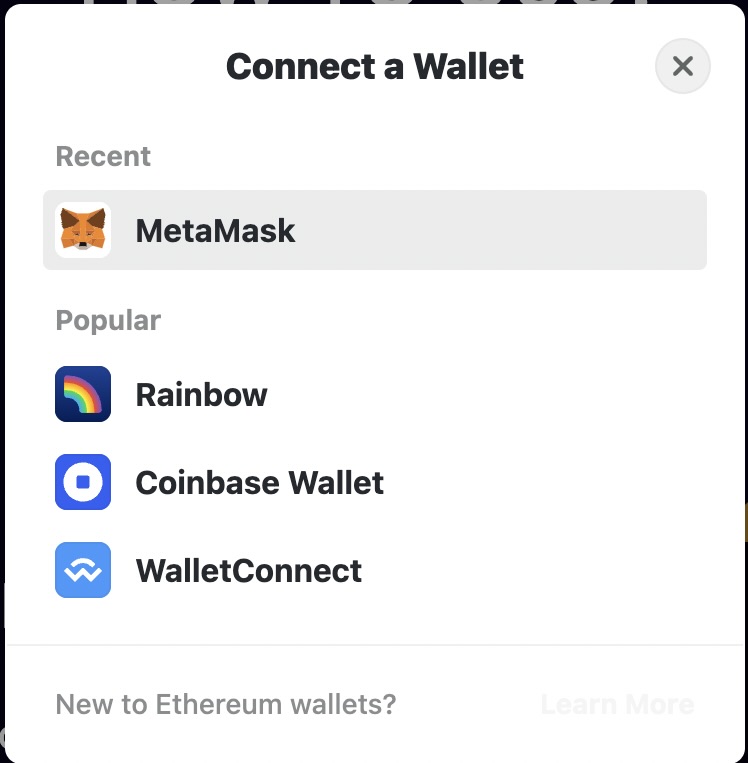 Connect a Wallet
Recent
MetaMask
Popular
Rainbow
Coinbase Wallet
WalletConnect
New to Ethereum wallets?
Learn More